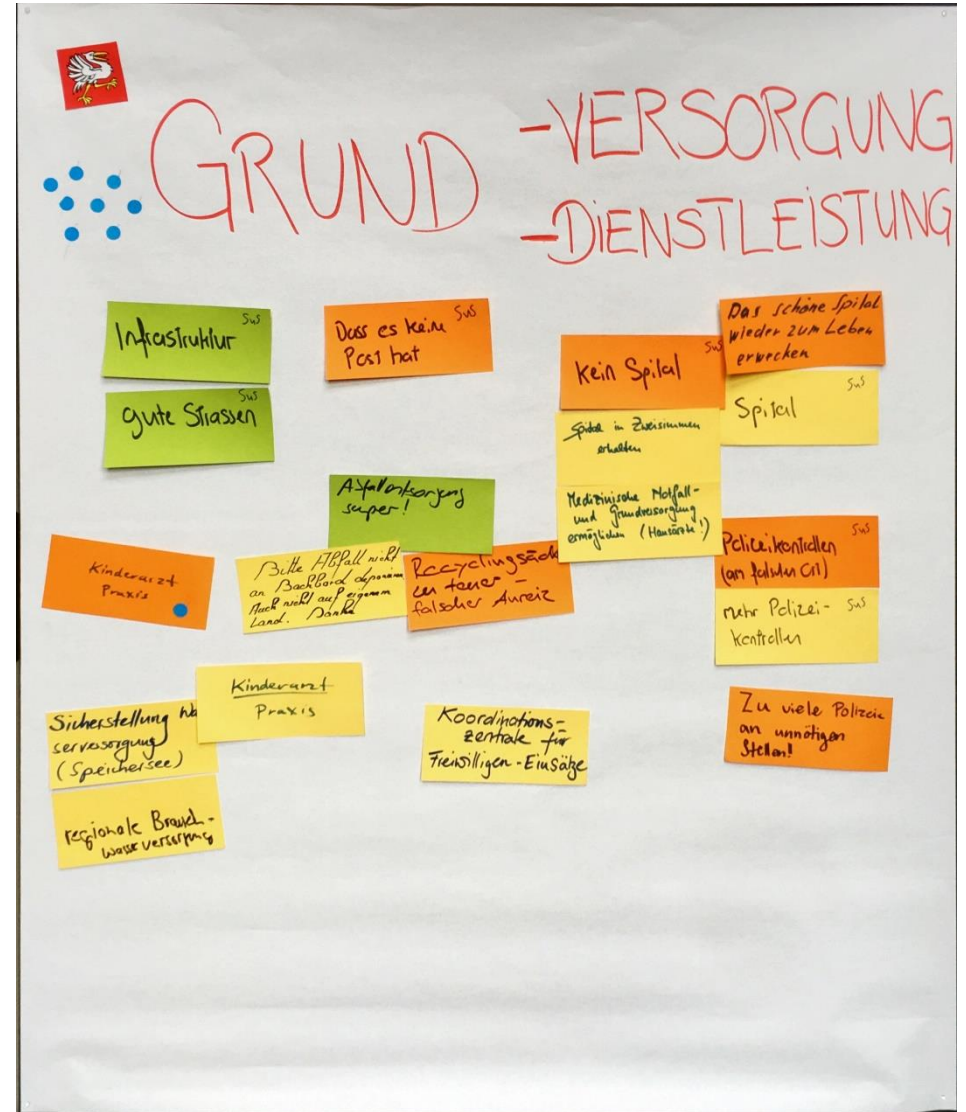 GRUND
-VERSORGUNG
-DIENSTLEISTUNG
Infrastruktur
SuS
gute Strassen
SuS
Dass es keine
Post hat
SuS
kein Spital
SuS
Das schöne Spital
wieder zum Leben
erwecken
Spital in Zweisimmen
erhalten
Spital
SuS
Medizinische Notfall-
und Grundversorgung
ermöglichen (Hausärzte!)
Abfallentsorgung
super!
Kinderarzt
Praxis
Bitte Abfall nicht
an Bachbord
Auch nicht auf eigenem
Land. Danke
Recyclingsäcke
zu teuer -
falscher Anreiz
Polizeikontrollen
(am falschen Ort)
SuS
mehr Polizei-
kontrollen
SuS
Kinderarzt
Praxis
Sicherstellung Wa
serversorgung
(Speichersee)
regionale Brauch-
wasserversorgung
Koordinations-
zentrale für
Freiwilligen-Einsätze
Zu viele Polizei
an unnötigen
Stellen!